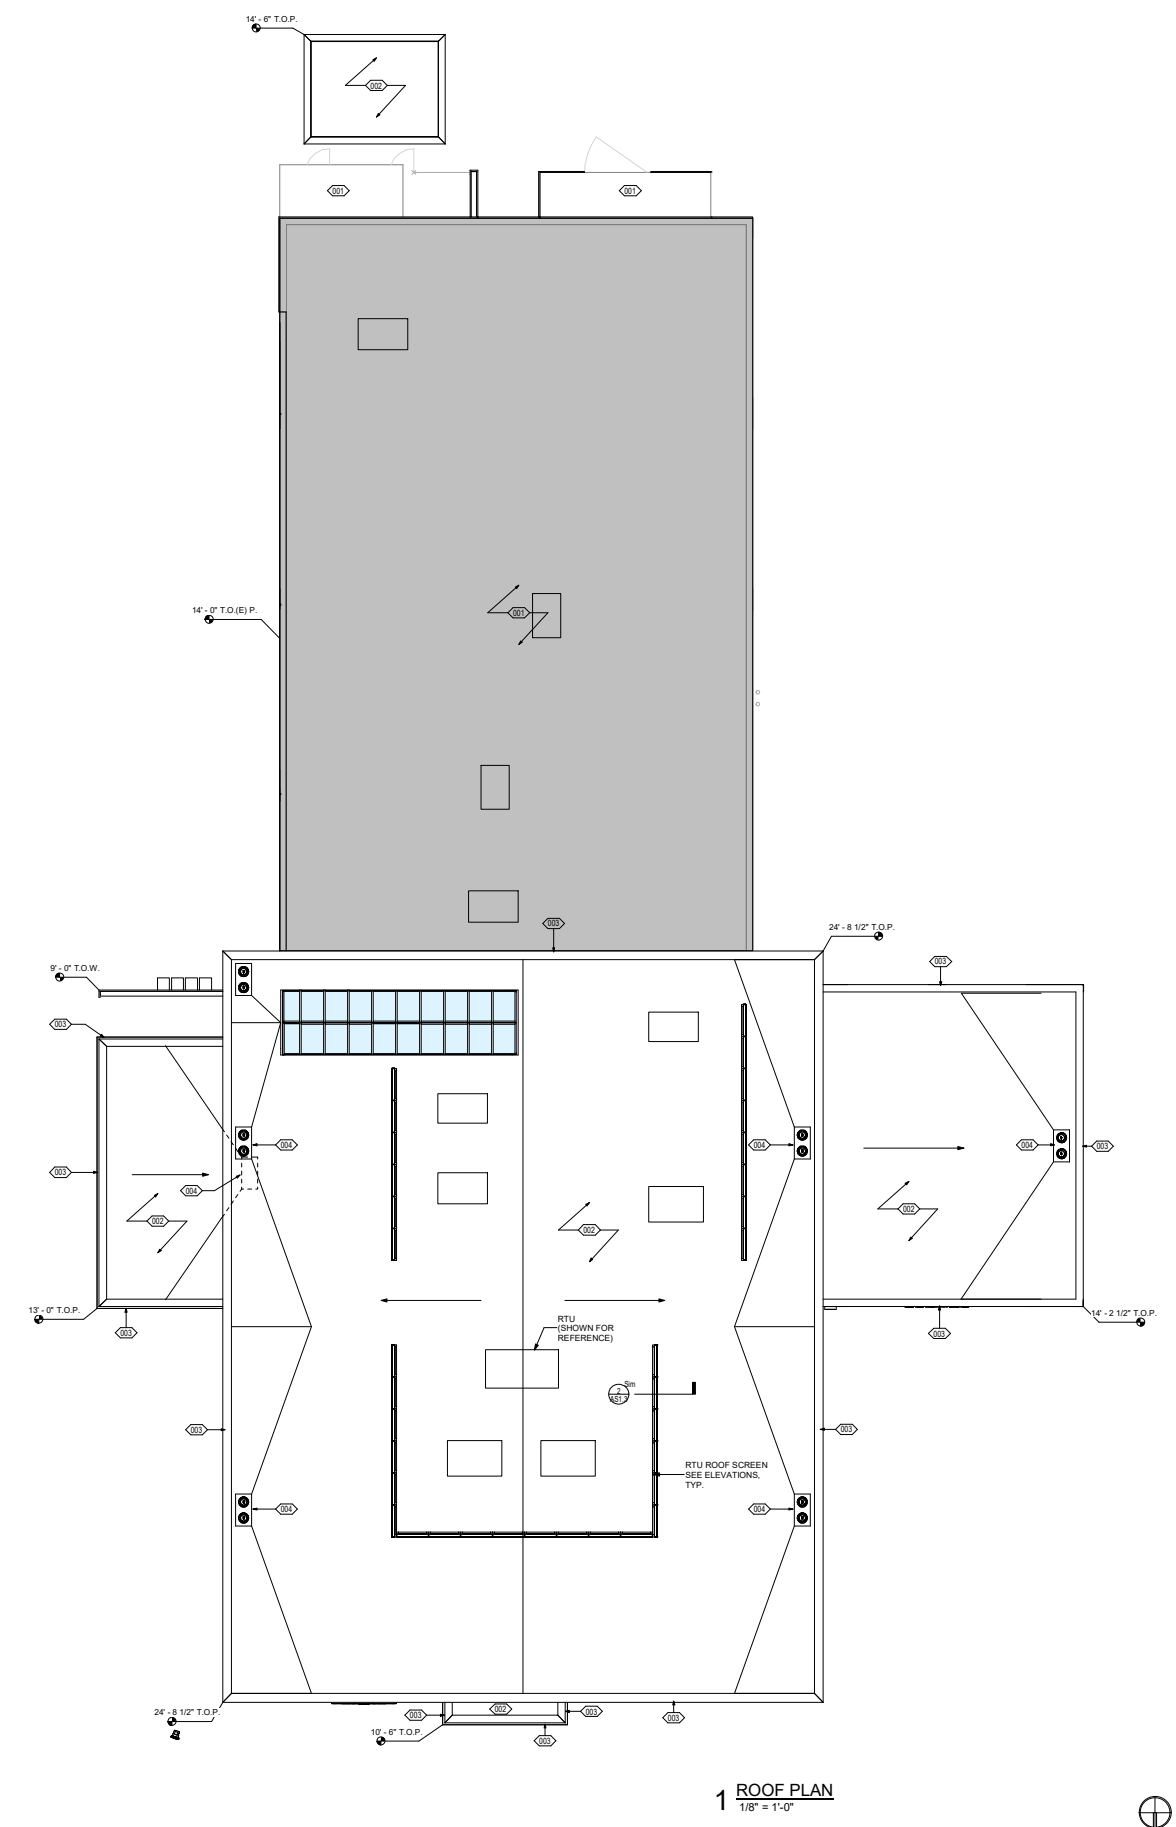 14' - 6" T.O.P.
002
001
001
14' - 0" T.O.(E) P.
001
003
24' - 8 1/2" T.O.P.
9' - 0" T.O.W.
003
003
004
004
004
003
003
004
002
002
002
13' - 0" T.O.P.
14' - 2 1/2" T.O.P.
003
003
RTU
(SHOWN FOR
REFERENCE)
Sim
2
AS1.3
003
003
RTU ROOF SCREEN
SEE ELEVATIONS,
TYP.
004
004
24' - 8 1/2" T.O.P.
002
003
003
003
10' - 6" T.O.P.
003
1 ROOF PLAN
1/8" = 1'-0"